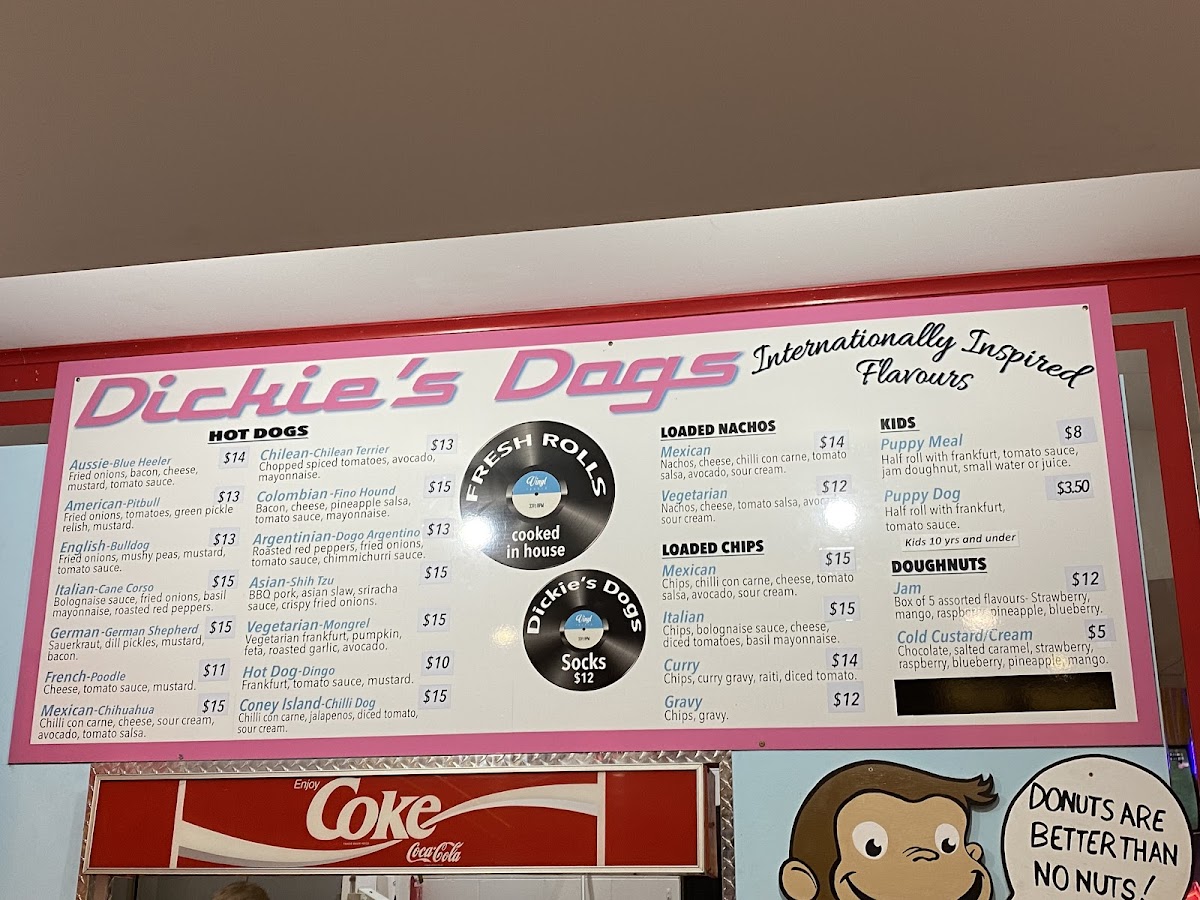 Dickie's Dogs
Internationally Inspired
Flavours
HOT DOGS
Aussie-Blue Heeler $14
Fried onions, bacon, cheese,
mustard, tomato sauce.
American-Pitbull $13
Fried onions, tomatoes, green pickle
relish, mustard.
English-Bulldog $13
Fried onions, mushy peas, mustard,
tomato sauce.
Italian-Cane Corso $15
Bolognaise sauce, fried onions, basil
mayonnaise, roasted red peppers.
German-German Shepherd $15
Sauerkraut, dill pickles, mustard,
bacon.
French-Poodle $11
Cheese, tomato sauce, mustard.
Mexican-Chihuahua $15
Chilli con carne, cheese, sour cream,
avocado, tomato salsa.
Chilean-Chilean Terrier $13
Chopped spiced tomatoes, avocado,
mayonnaise.
Colombian-Fino Hound $15
Bacon, cheese, pineapple salsa,
tomato sauce, mayonnaise.
Argentinian-Dogo Argentino $13
Roasted red peppers, fried onions,
tomato sauce, chimmichurri sauce.
Asian-Shih Tzu $15
BBQ pork, asian slaw, sriracha
sauce, crispy fried onions.
Vegetarian-Mongrel $15
Vegetarian frankfurt, pumpkin,
feta, roasted garlic, avocado.
Hot Dog-Dingo $10
Frankfurt, tomato sauce, mustard.
Coney Island-Chilli Dog $15
Chilli con carne, jalapenos, diced tomato,
sour cream.
FRESH ROLLS
Vinyl
33⅓ RPM
cooked
in house
Dickie's Dogs
Vinyl
33⅓ RPM
Socks
$12
LOADED NACHOS
Mexican $14
Nachos, cheese, chilli con carne, tomato
salsa, avocado, sour cream.
Vegetarian $12
Nachos, cheese, tomato salsa, avocado,
sour cream.
LOADED CHIPS
Mexican $15
Chips, chilli con carne, cheese, tomato
salsa, avocado, sour cream.
Italian $15
Chips, bolognaise sauce, cheese,
diced tomatoes, basil mayonnaise.
Curry $14
Chips, curry gravy, raiti, diced tomato.
Gravy $12
Chips, gravy.
KIDS
Puppy Meal $8
Half roll with frankfurt, tomato sauce,
jam doughnut, small water or juice.
Puppy Dog $3.50
Half roll with frankfurt,
tomato sauce.
Kids 10 yrs and under
DOUGHNUTS
Jam $12
Box of 5 assorted flavours- Strawberry,
mango, raspberry, pineapple, blueberry.
Cold Custard/Cream $5
Chocolate, salted caramel, strawberry,
raspberry, blueberry, pineapple, mango.
Enjoy
Coke
Coca-Cola
DONUTS ARE
BETTER THAN
NO NUTS!